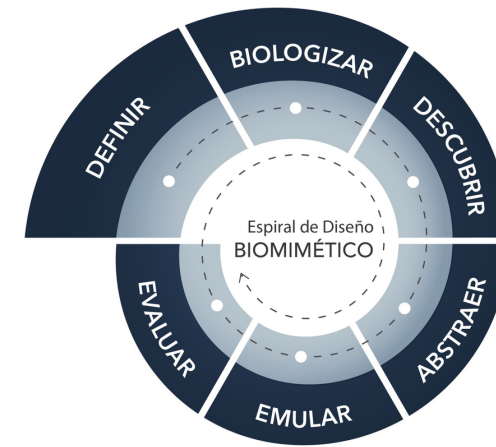 DEFINIR
BIOLOGIZAR
DESCUBRIR
ABSTRAER
EMULAR
EVALUAR
Espiral de Diseño
BIOMIMÉTICO